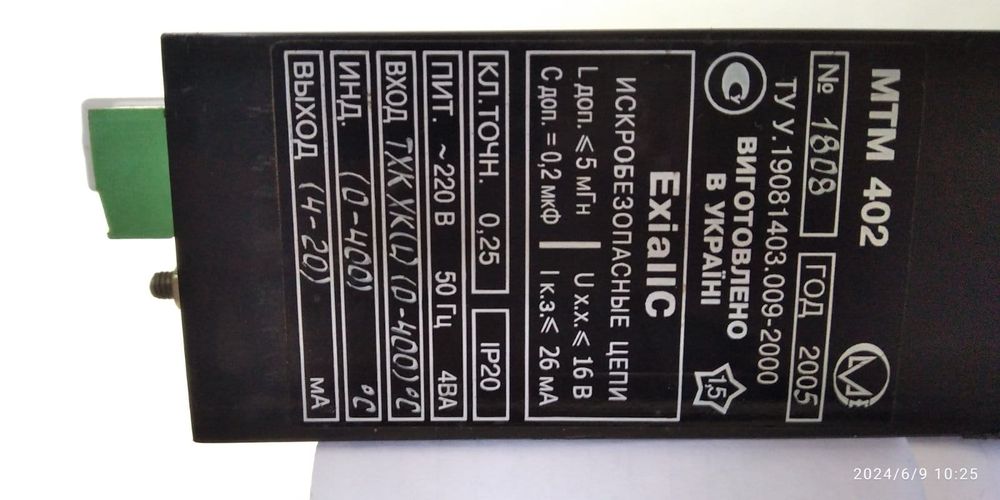 МТМ 402
№ 1808 ГОД 2005
ТУ У.19081403.009-2000
ВИГОТОВЛЕНО
В УКРАЇНІ
1,5
ExiaIIC
ИСКРОБЕЗОПАСНЫЕ ЦЕПИ
L доп. ⩽ 5 мГн U х.х. ⩽ 16 В
C доп. = 0,2 мкФ I к.з. ⩽ 26 мА
КЛ.ТОЧН. 0,25 IP20
ПИТ. ~220 В 50 Гц 4ВА
ВХОД ТХК ХК(L) (0-400) °С
ИНД. (0-400) °С
ВЫХОД (4-20) мА
2024/6/9 10:25